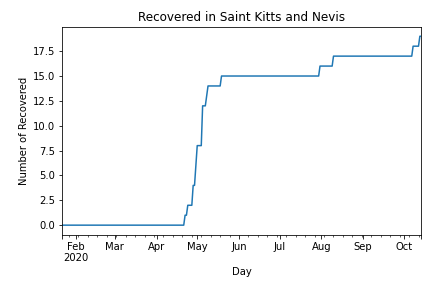 Recovered in Saint Kitts and Nevis
Number of Recovered
17.5
15.0
12.5
10.0
7.5
5.0
2.5
0.0
Feb Mar Apr May Jun Jul Aug Sep Oct
2020
Day